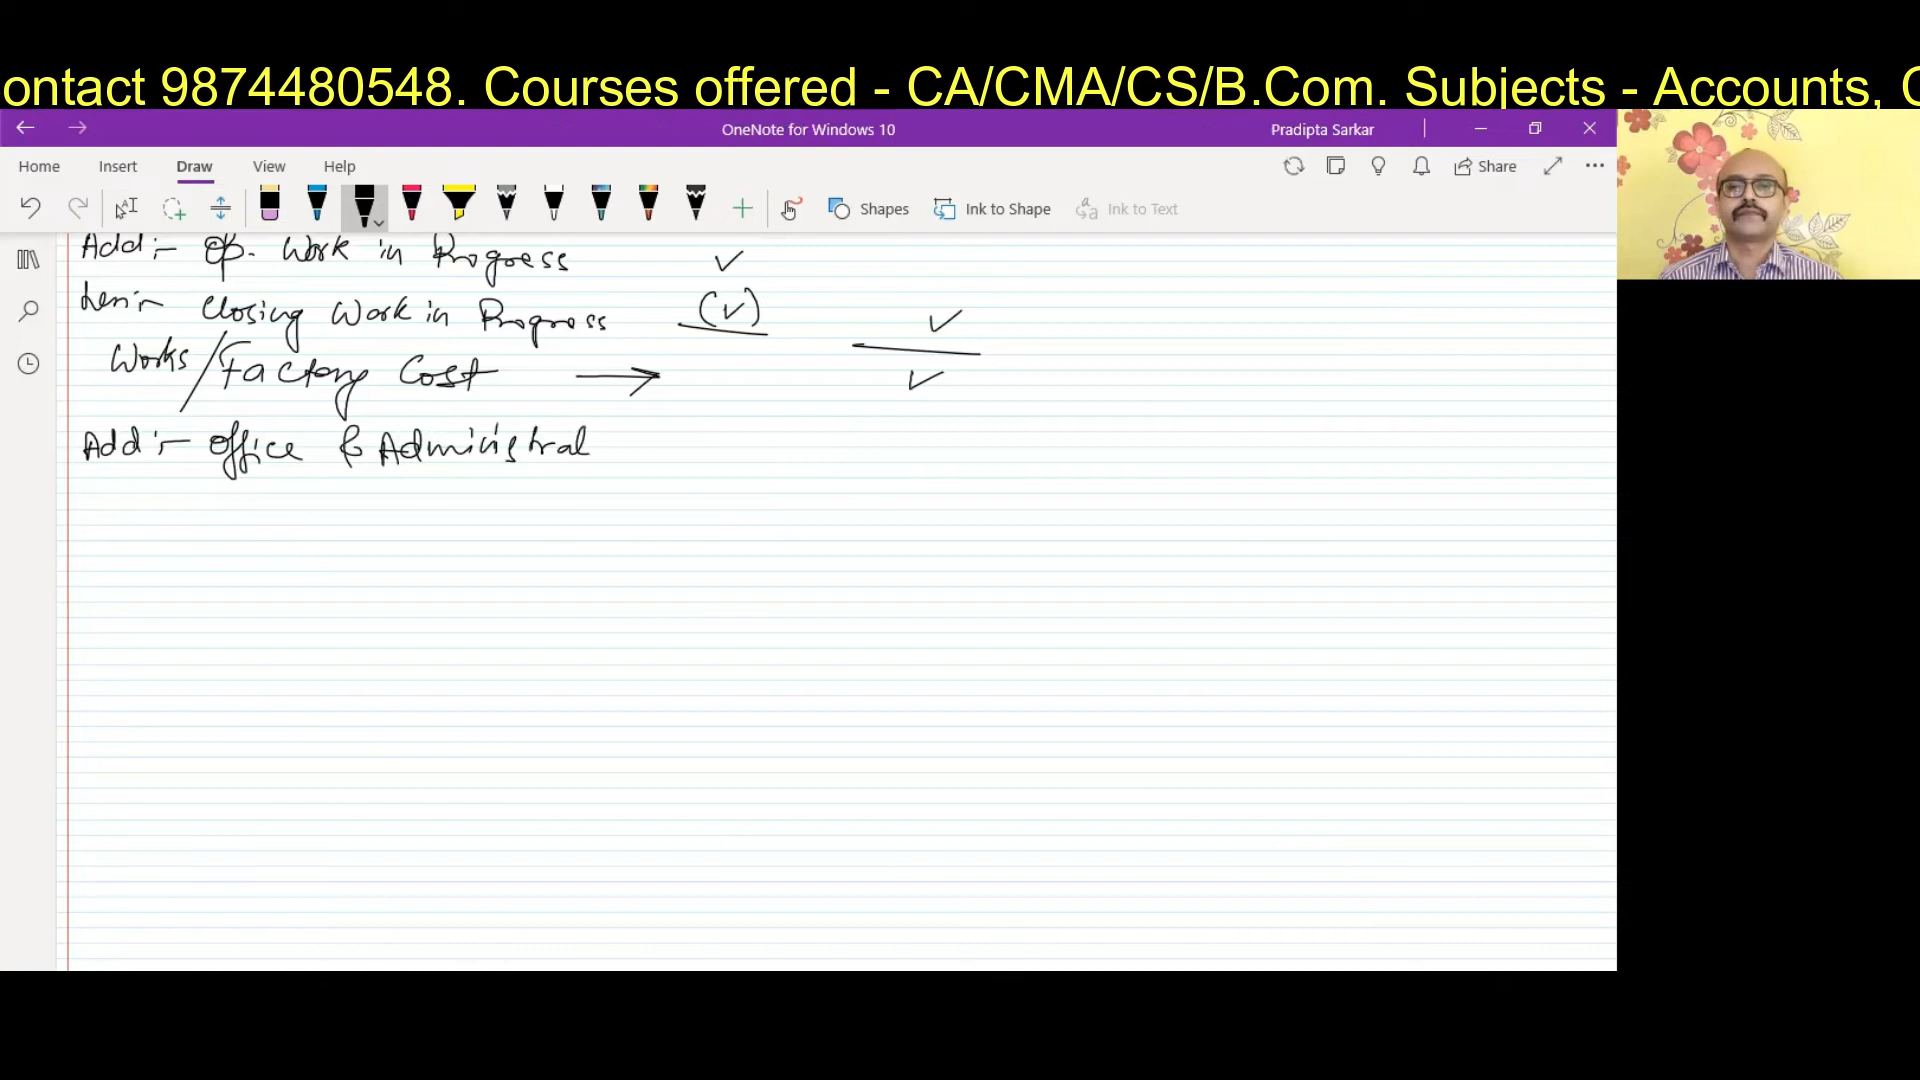 ontact 9874480548. Courses offered - CA/CMA/CS/B.Com. Subjects - Accounts, C
OneNote for Windows 10
Pradipta Sarkar
Home Insert Draw View Help
Share
Shapes Ink to Shape Ink to Text
Add:- Op. Work in Progress ✓
Less:- Closing Work in Progress (✓) ✓
Works/Factory Cost → ✓
Add:- Office & Administrat